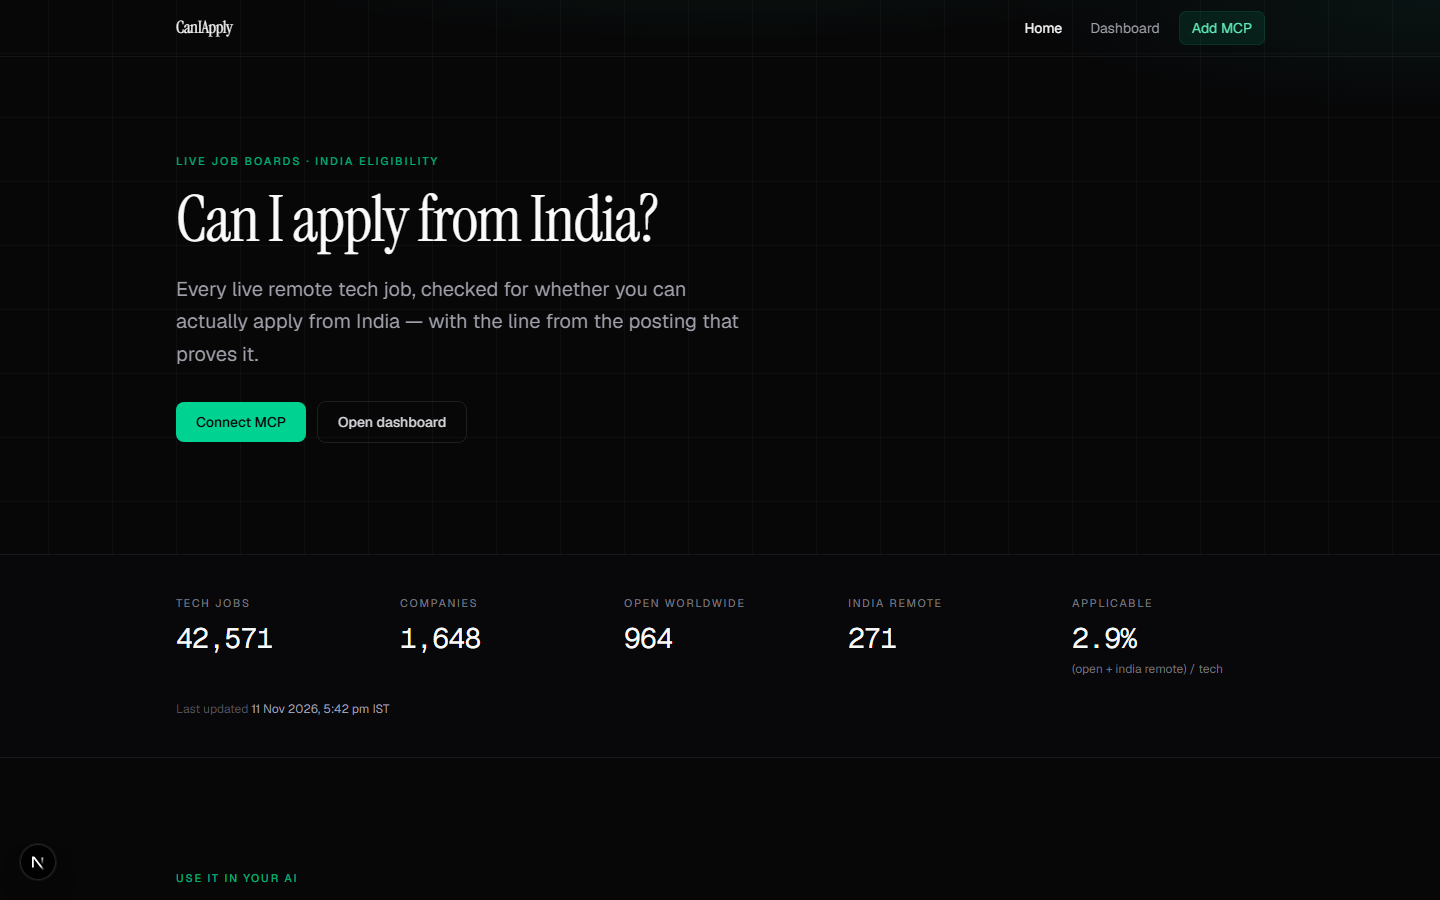 CanIApply
Home
Dashboard
Add MCP
LIVE JOB BOARDS · INDIA ELIGIBILITY
Can I apply from India?
Every live remote tech job, checked for whether you can
actually apply from India — with the line from the posting that
proves it.
Connect MCP
Open dashboard
TECH JOBS
42,571
COMPANIES
1,648
OPEN WORLDWIDE
964
INDIA REMOTE
271
APPLICABLE
2.9%
(open + india remote) / tech
Last updated 11 Nov 2026, 5:42 pm IST
USE IT IN YOUR AI
N